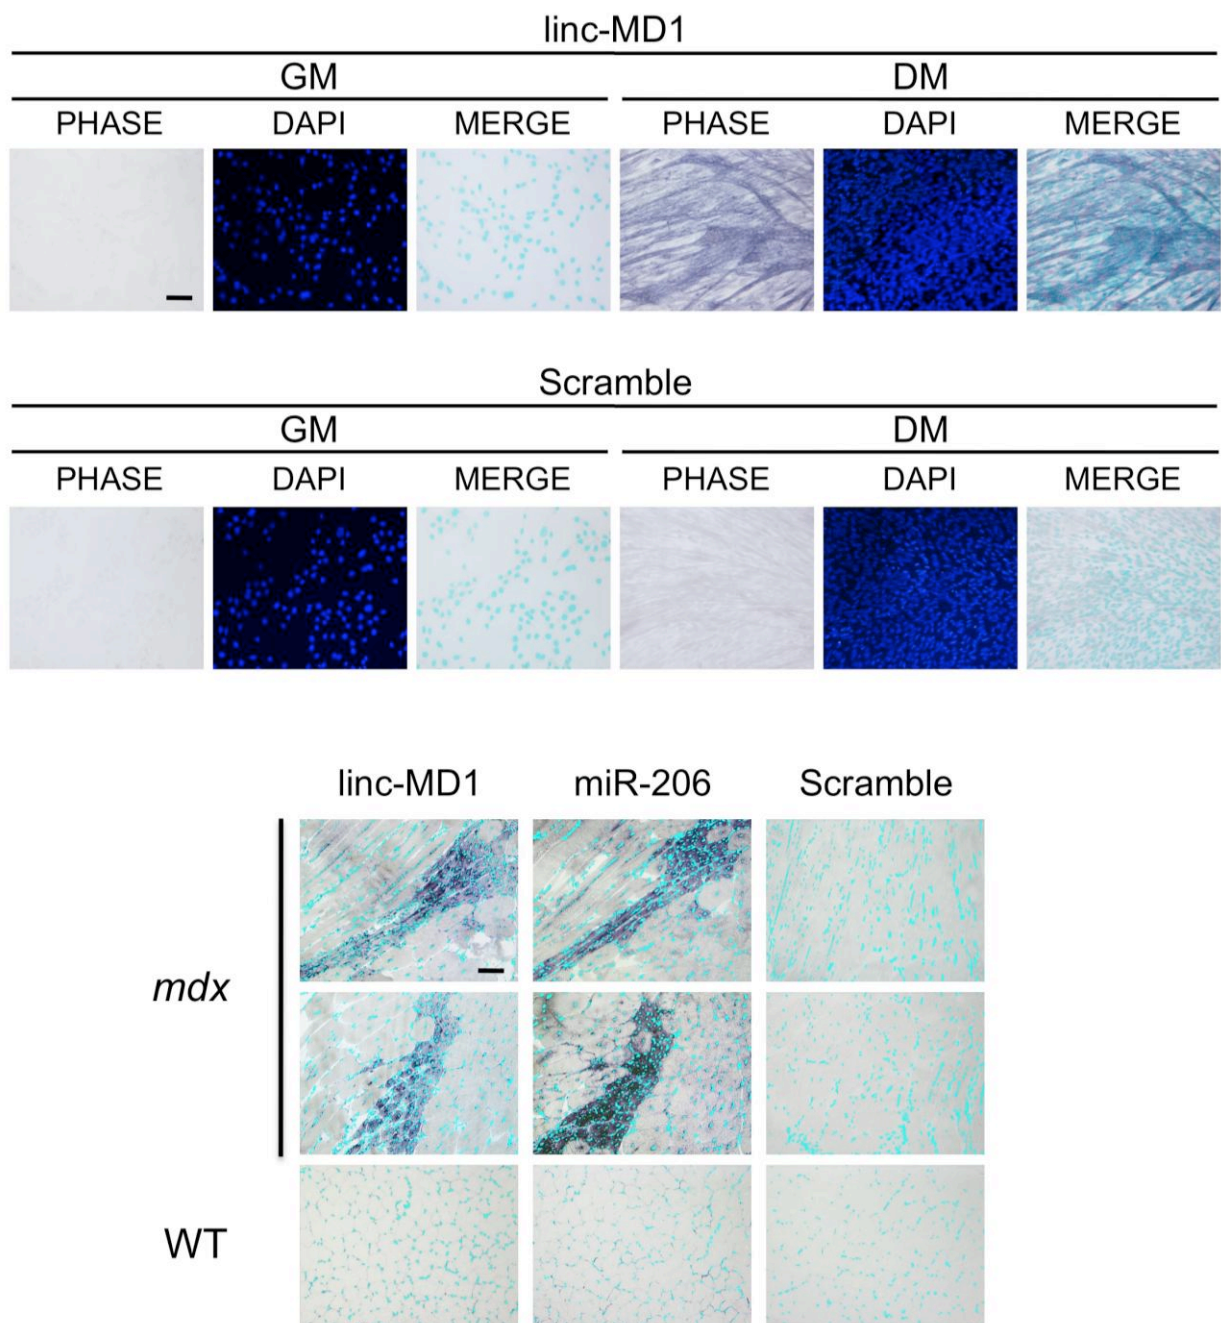 linc-MD1
GM DM
PHASE DAPI MERGE PHASE DAPI MERGE
Scramble
GM DM
PHASE DAPI MERGE PHASE DAPI MERGE
linc-MD1 miR-206 Scramble
mdx
WT